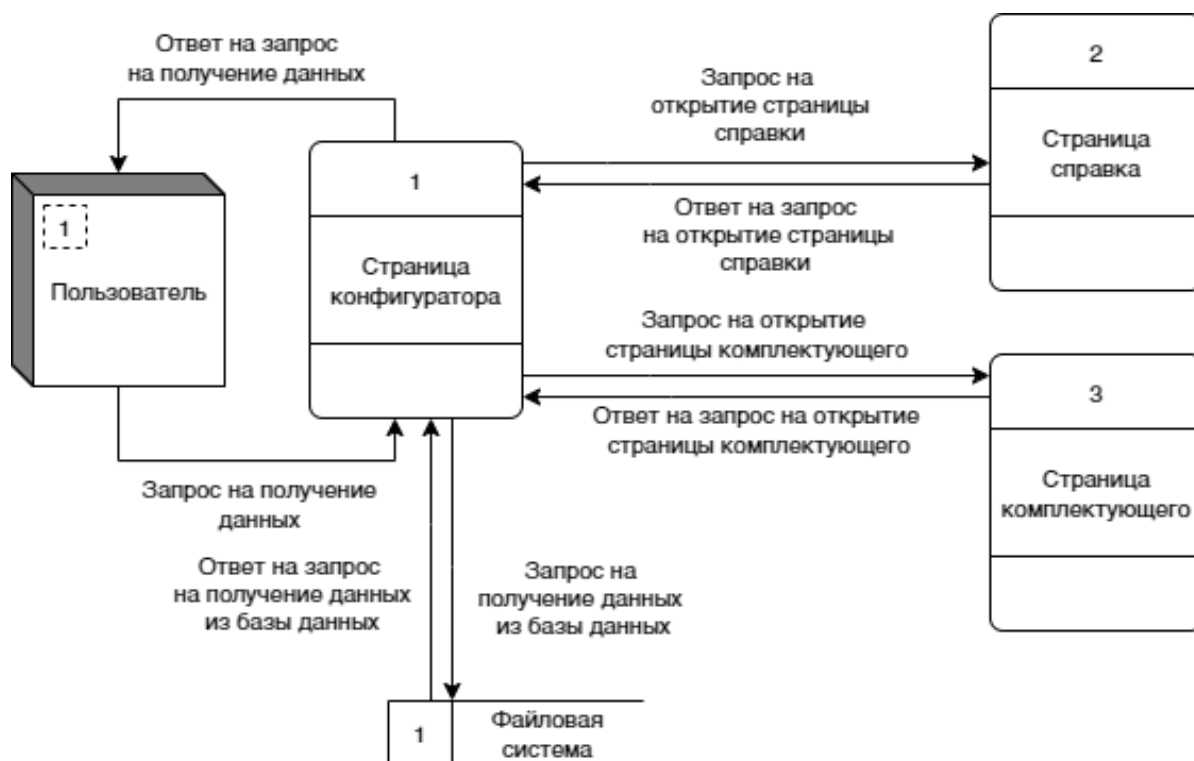 Ответ на запрос
на получение данных
1
Пользователь
1
Страница
конфигуратора
Запрос на
открытие страницы
справки
Ответ на запрос
на открытие страницы
справки
2
Страница
справка
Запрос на открытие
страницы комплектующего
Ответ на запрос на открытие
страницы комплектующего
3
Страница
комплектующего
Запрос на получение
данных
Ответ на запрос
на получение данных
из базы данных
Запрос на
получение данных
из базы данных
1
Файловая
система